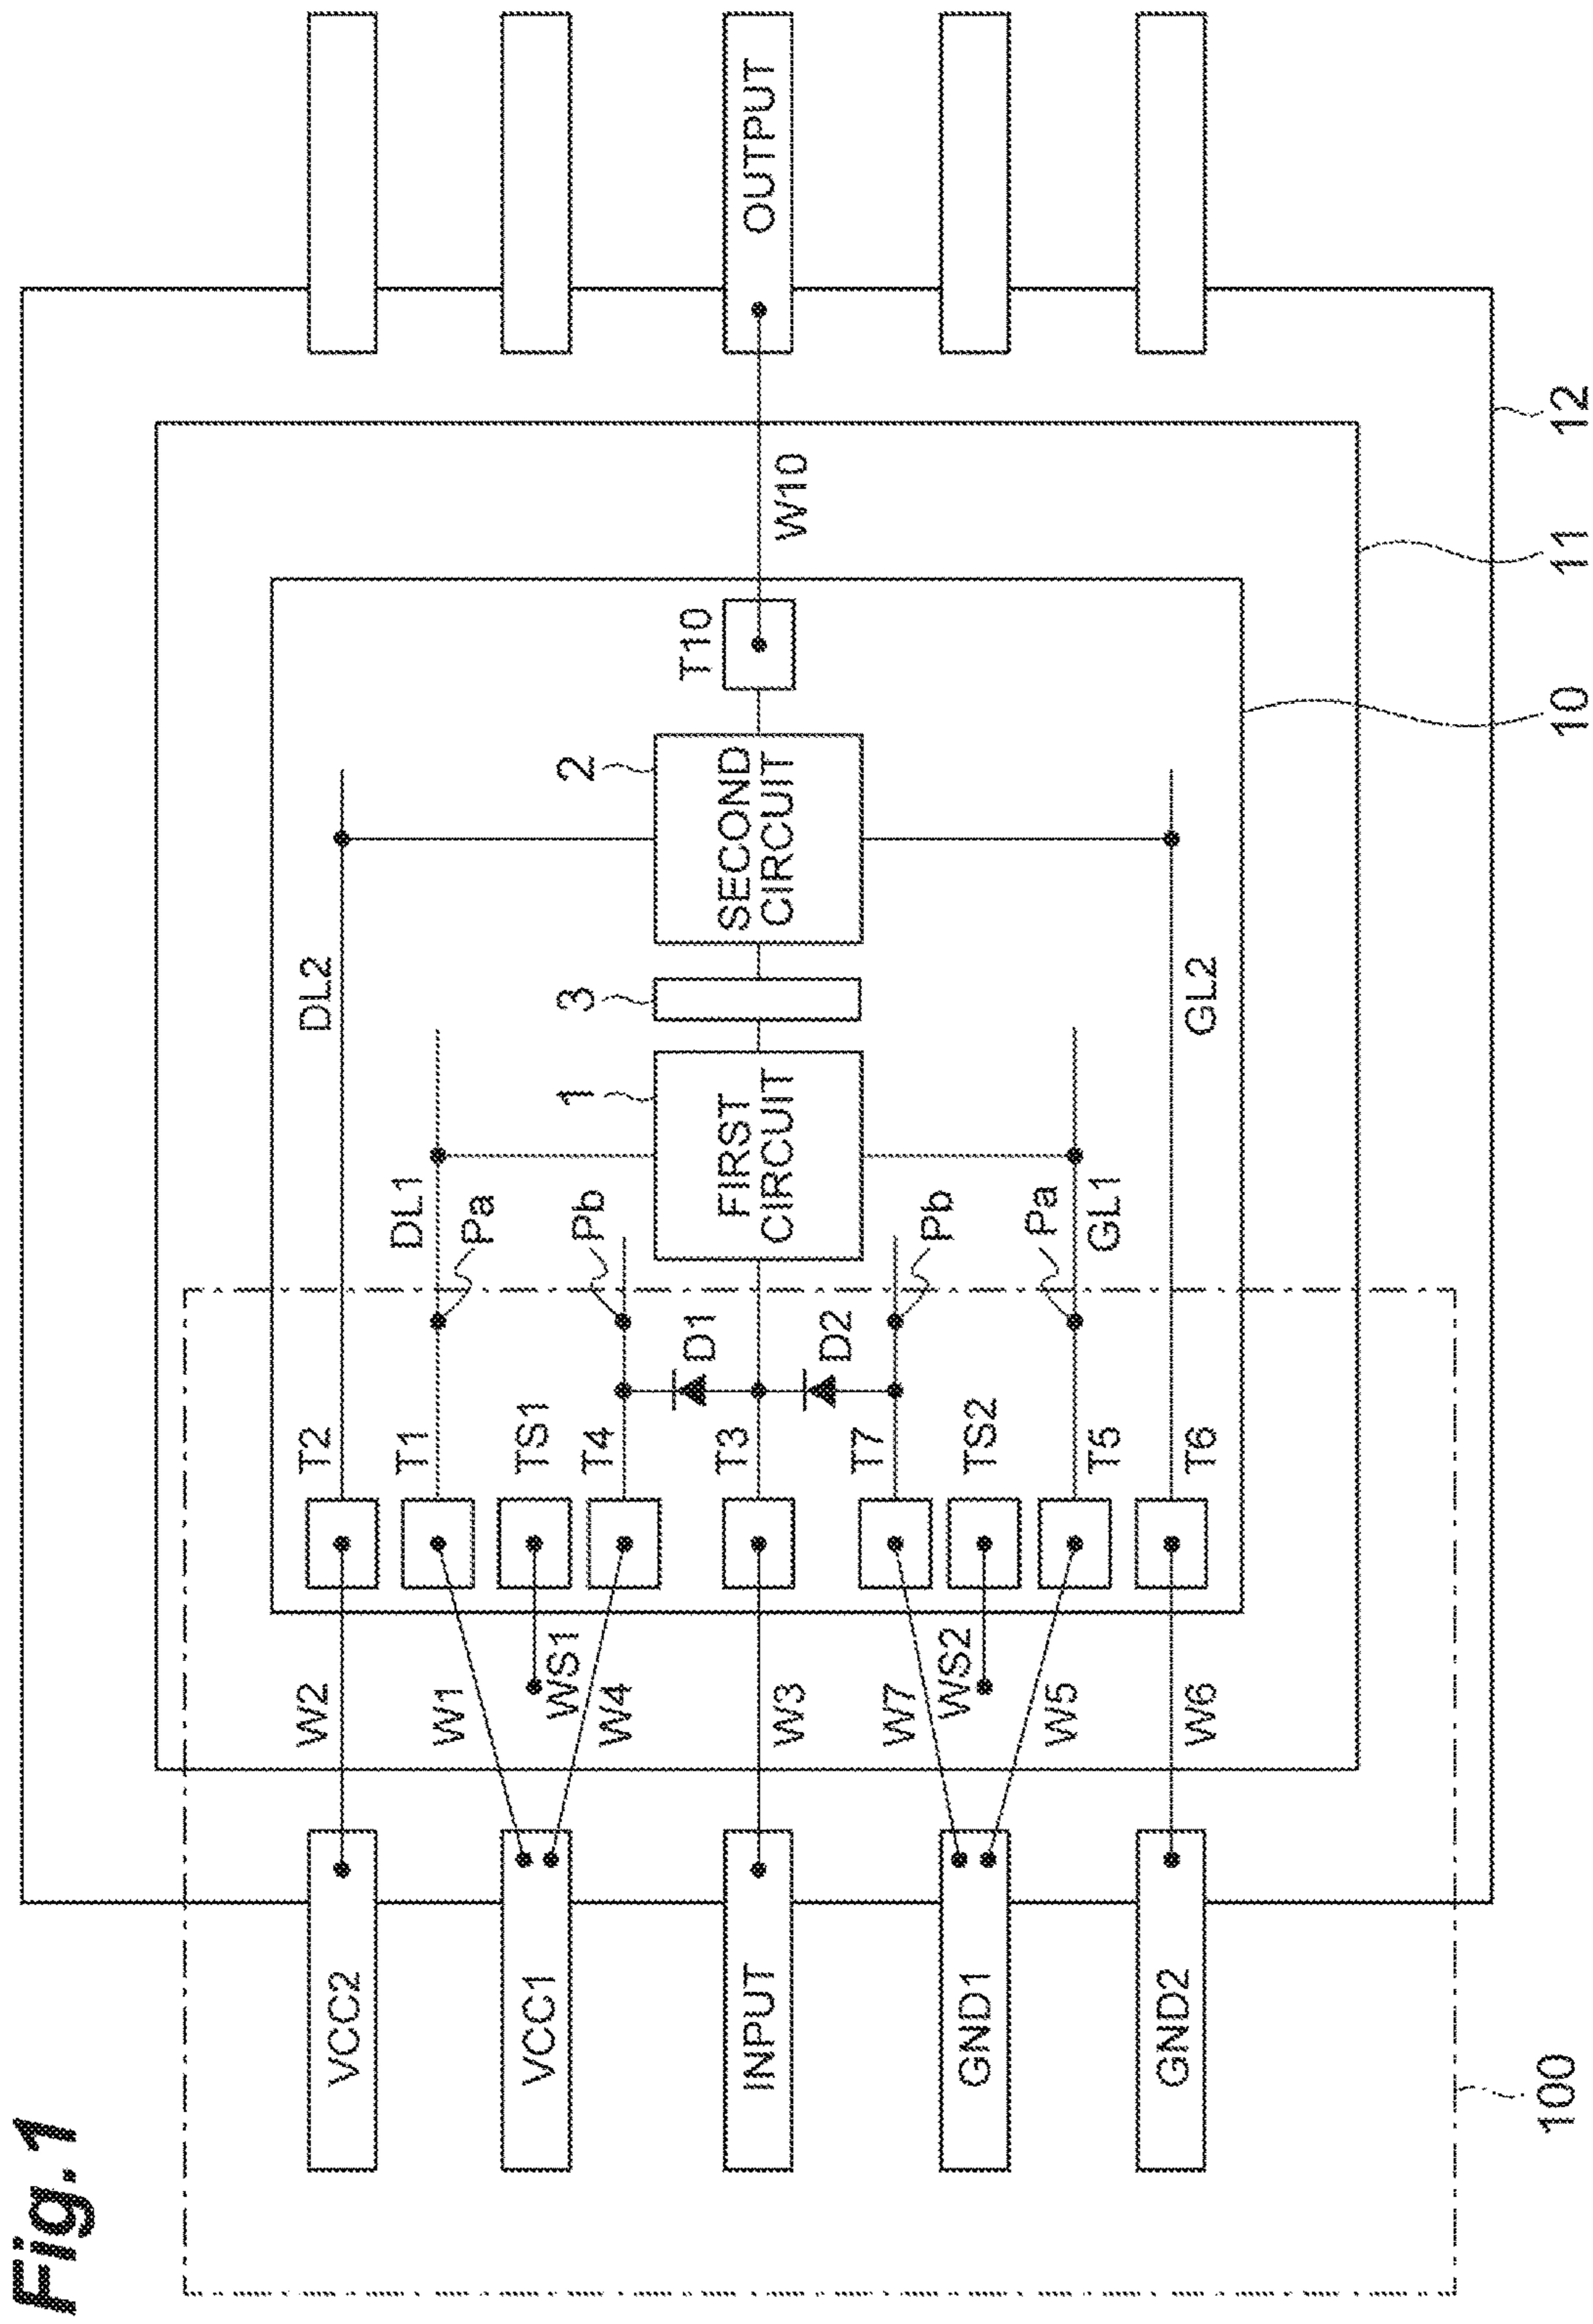 Fig.1
VCC2
VCC1
INPUT
GND1
GND2
100
W2
W1
WS1
W4
W3
W7
WS2
W5
W6
T2
T1
TS1
T4
T3
T7
TS2
T5
T6
D1
D2
DL1
Pa
Pb
Pb
Pa
GL1
FIRST
CIRCUIT
1
3
DL2
GL2
SECOND
CIRCUIT
2
T10
W10
10
11
12
OUTPUT